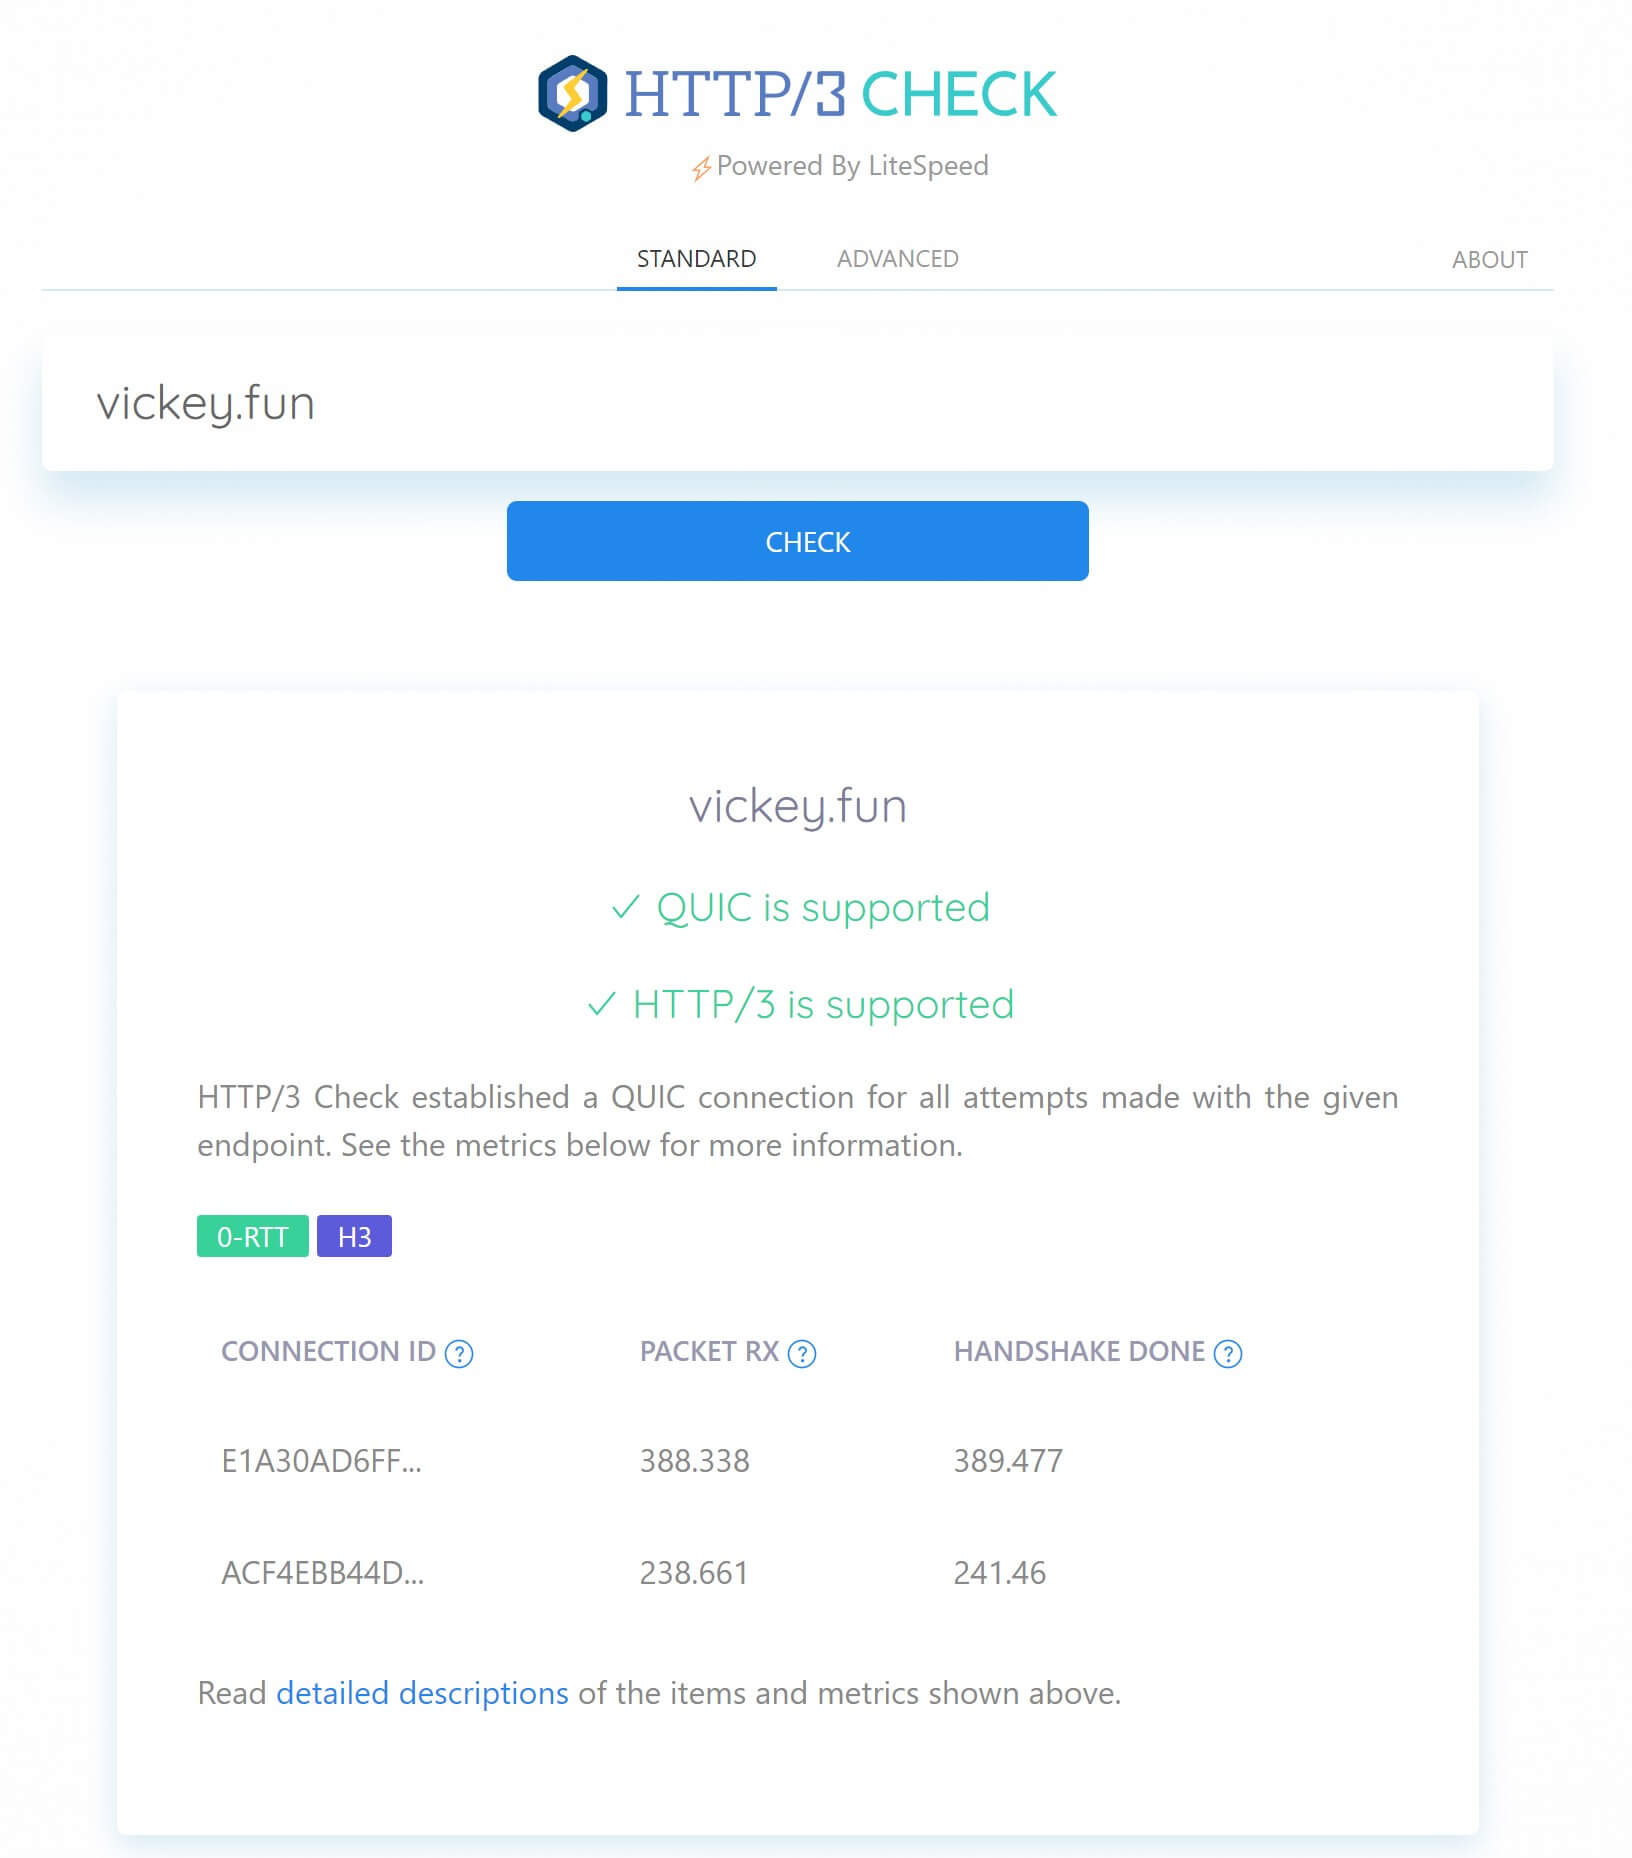 HTTP/3 CHECK
Powered By LiteSpeed
STANDARD ADVANCED ABOUT
vickey.fun
CHECK
vickey.fun
✓ QUIC is supported
✓ HTTP/3 is supported
HTTP/3 Check established a QUIC connection for all attempts made with the given
endpoint. See the metrics below for more information.
0-RTT H3
CONNECTION ID ? PACKET RX ? HANDSHAKE DONE ?
E1A30AD6FF... 388.338 389.477
ACF4EBB44D... 238.661 241.46
Read detailed descriptions of the items and metrics shown above.